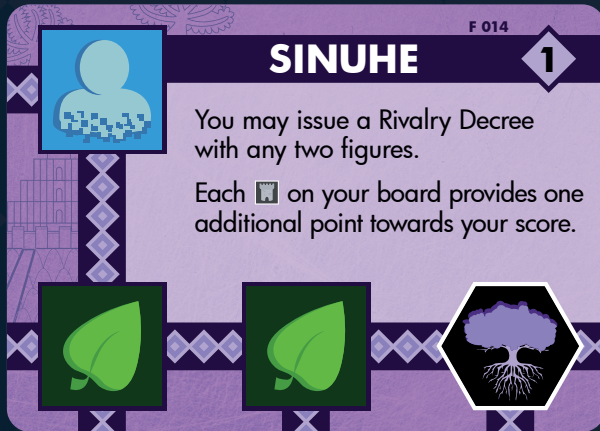 F 014
SINUHE
1
You may issue a Rivalry Decree
with any two figures.
Each on your board provides one
additional point towards your score.